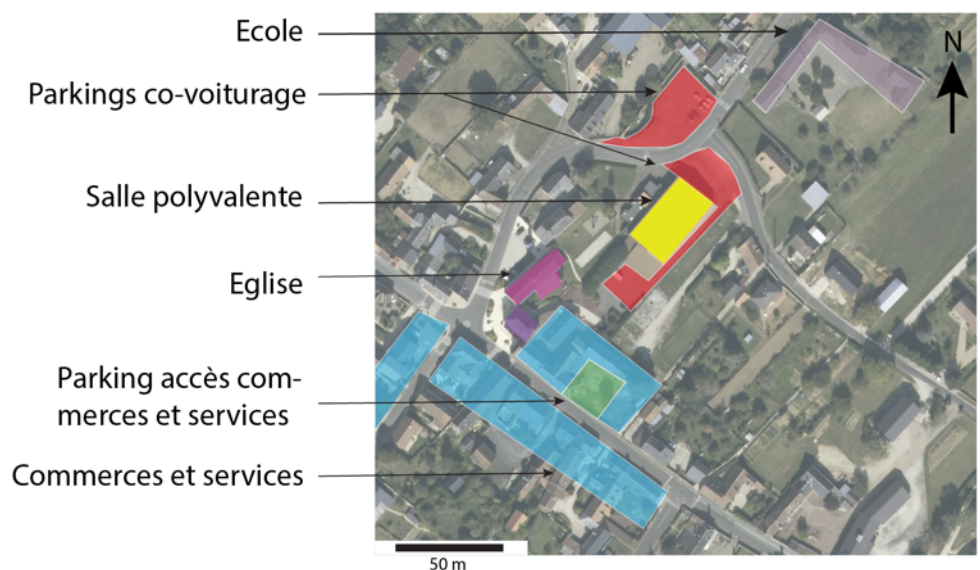 Ecole
Parkings co-voiturage
Salle polyvalente
Eglise
Parking accès com-
merces et services
Commerces et services
N
50 m